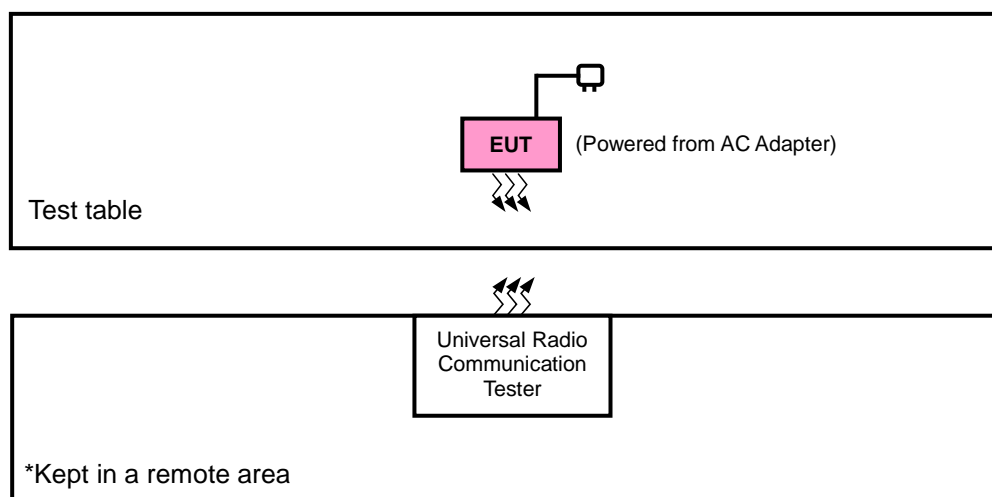 EUT
(Powered from AC Adapter)
Test table
Universal Radio
Communication
Tester
*Kept in a remote area